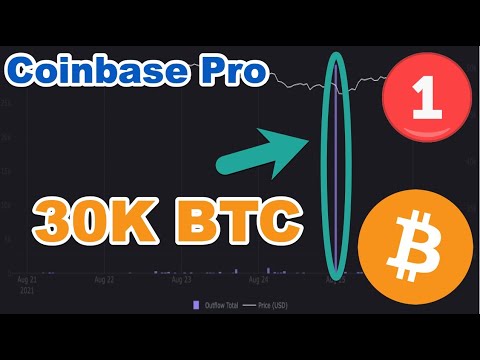 Coinbase Pro
1
30K BTC
Aug 21
2021
Aug 22
Aug 23
Aug 24
Outflow Total
Price (USD)